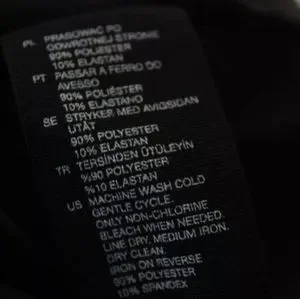 PL PRASOWAĆ PO
ODWROTNEJ STRONIE
90% POLIESTER
10% ELASTAN
PT PASSAR A FERRO DO
AVESSO
90% POLIÉSTER
10% ELASTANO
SE STRYKER MED AVIGSIDAN
UTÅT
90% POLYESTER
10% ELASTAN
TR TERSİNDEN ÜTÜLEYİN
%90 POLYESTER
%10 ELASTAN
US MACHINE WASH COLD
GENTLE CYCLE.
ONLY NON-CHLORINE
BLEACH WHEN NEEDED.
LINE DRY. MEDIUM IRON.
DRY CLEAN.
IRON ON REVERSE
90% POLYESTER
10% SPANDEX